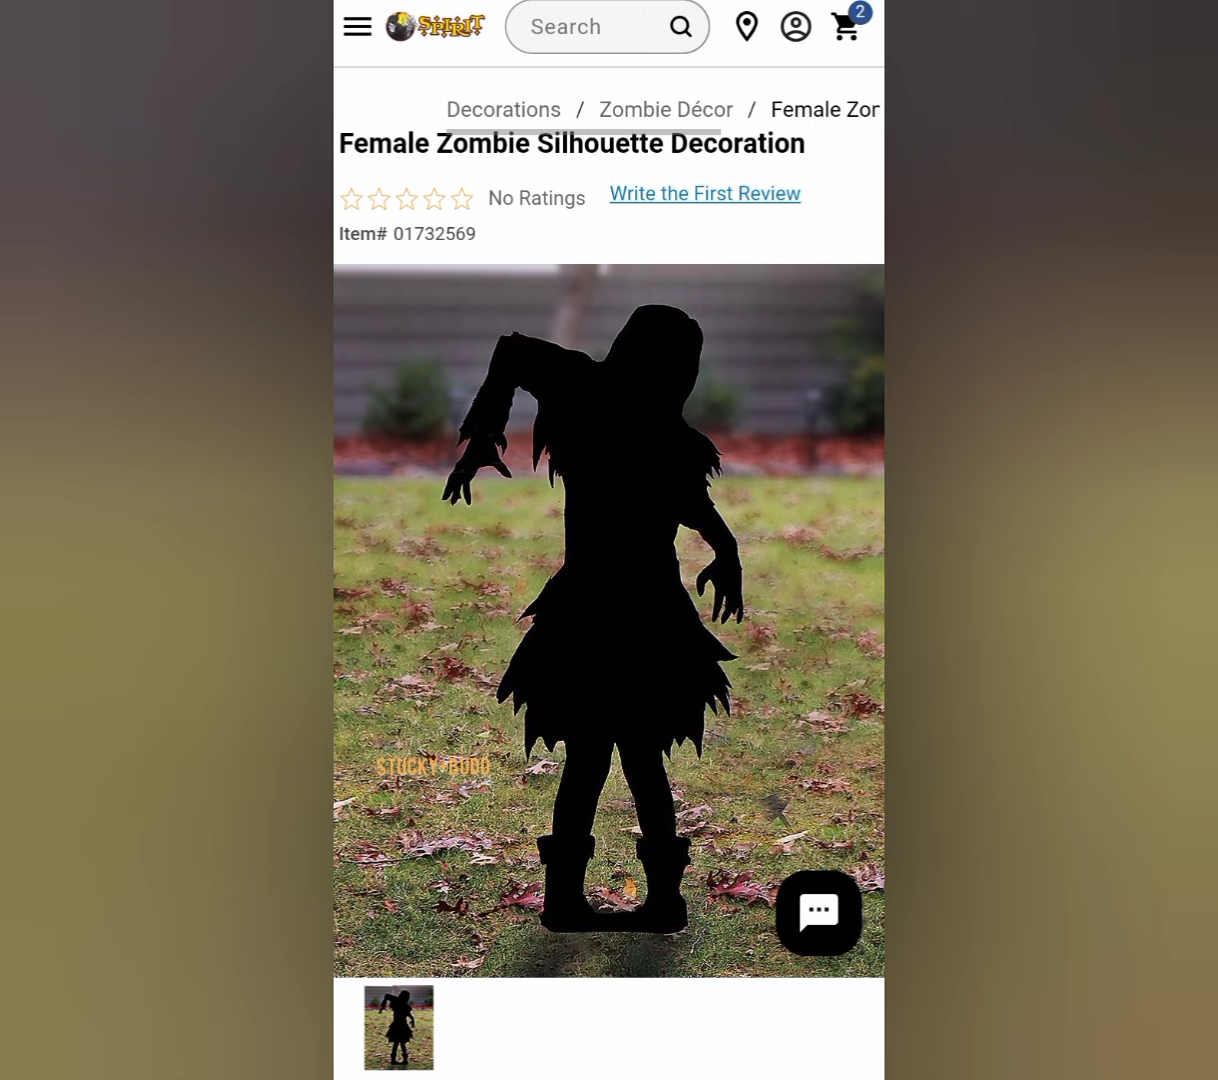 SPIRIT
Search
2
Decorations / Zombie Décor / Female Zor
Female Zombie Silhouette Decoration
No Ratings
Write the First Review
Item# 01732569
STUCKY•BUDD